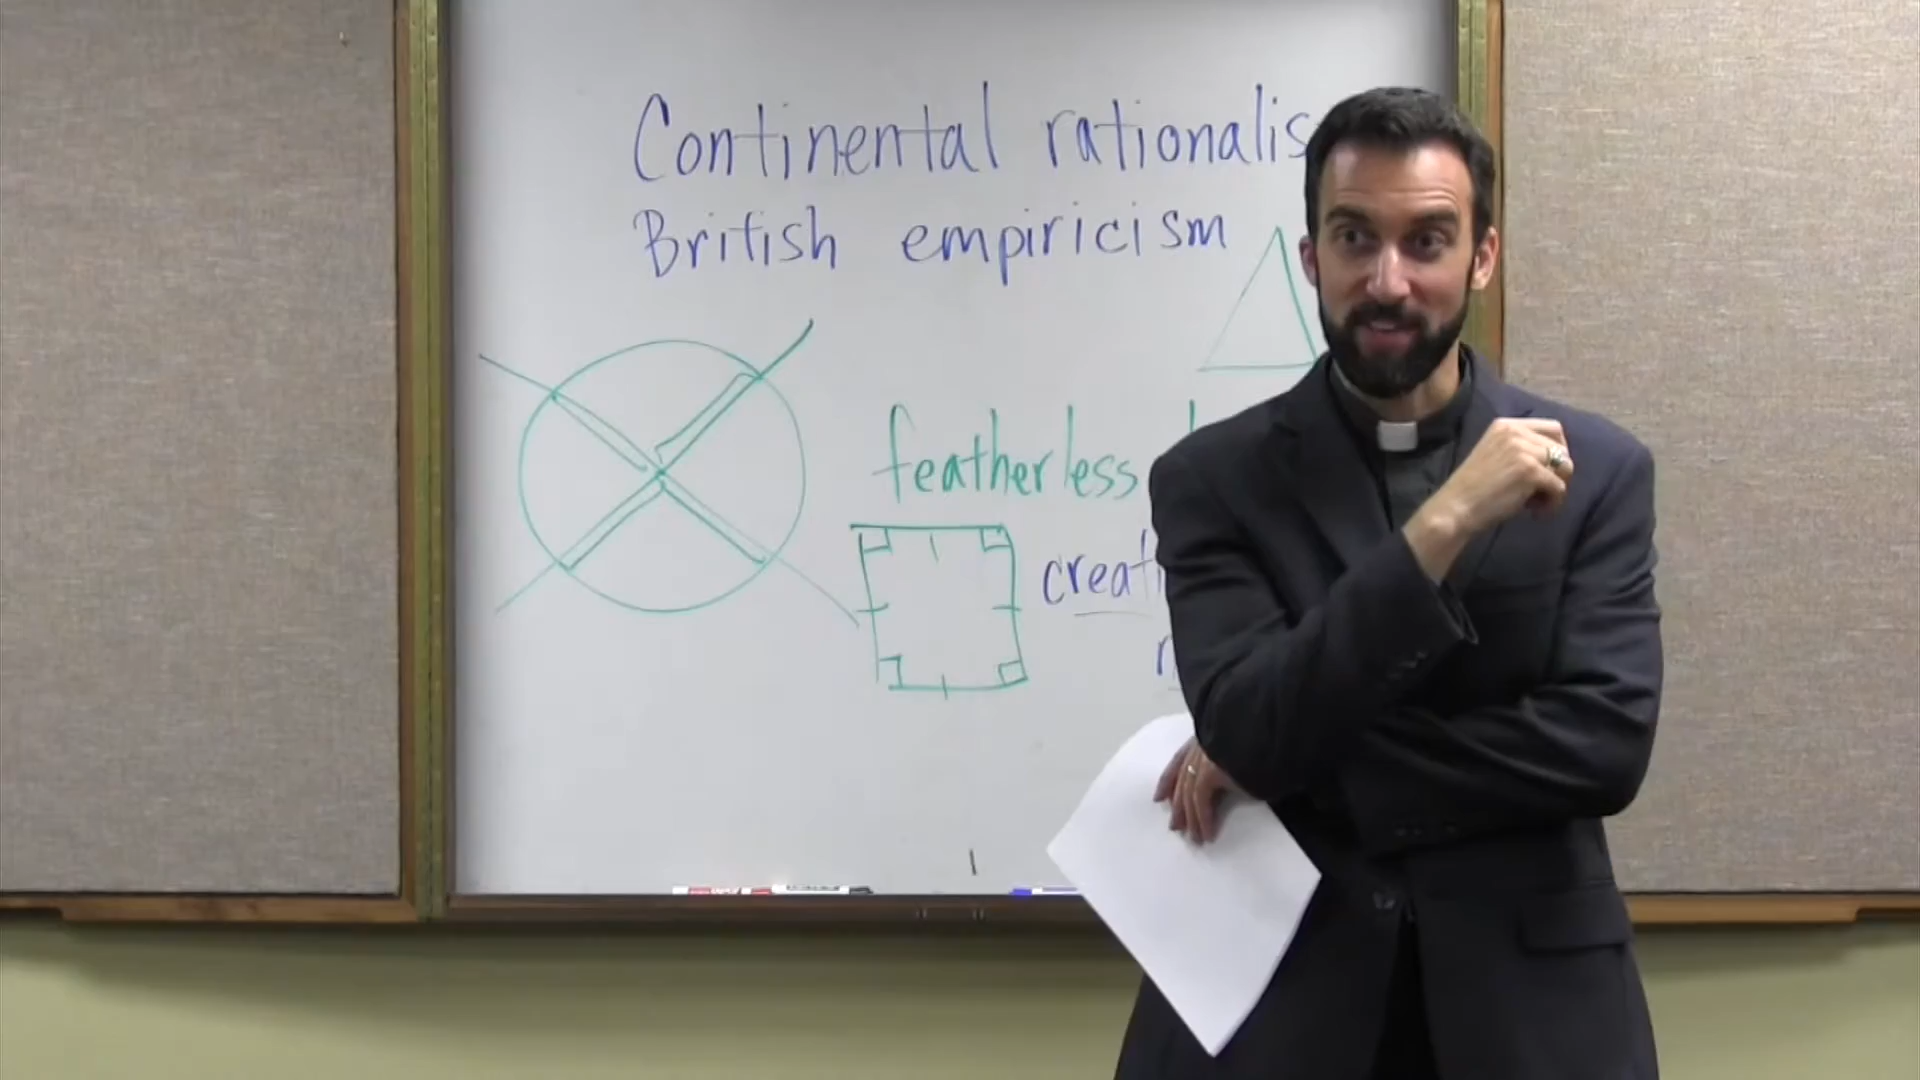 Continental rationalis
British empiricism
featherless
creat